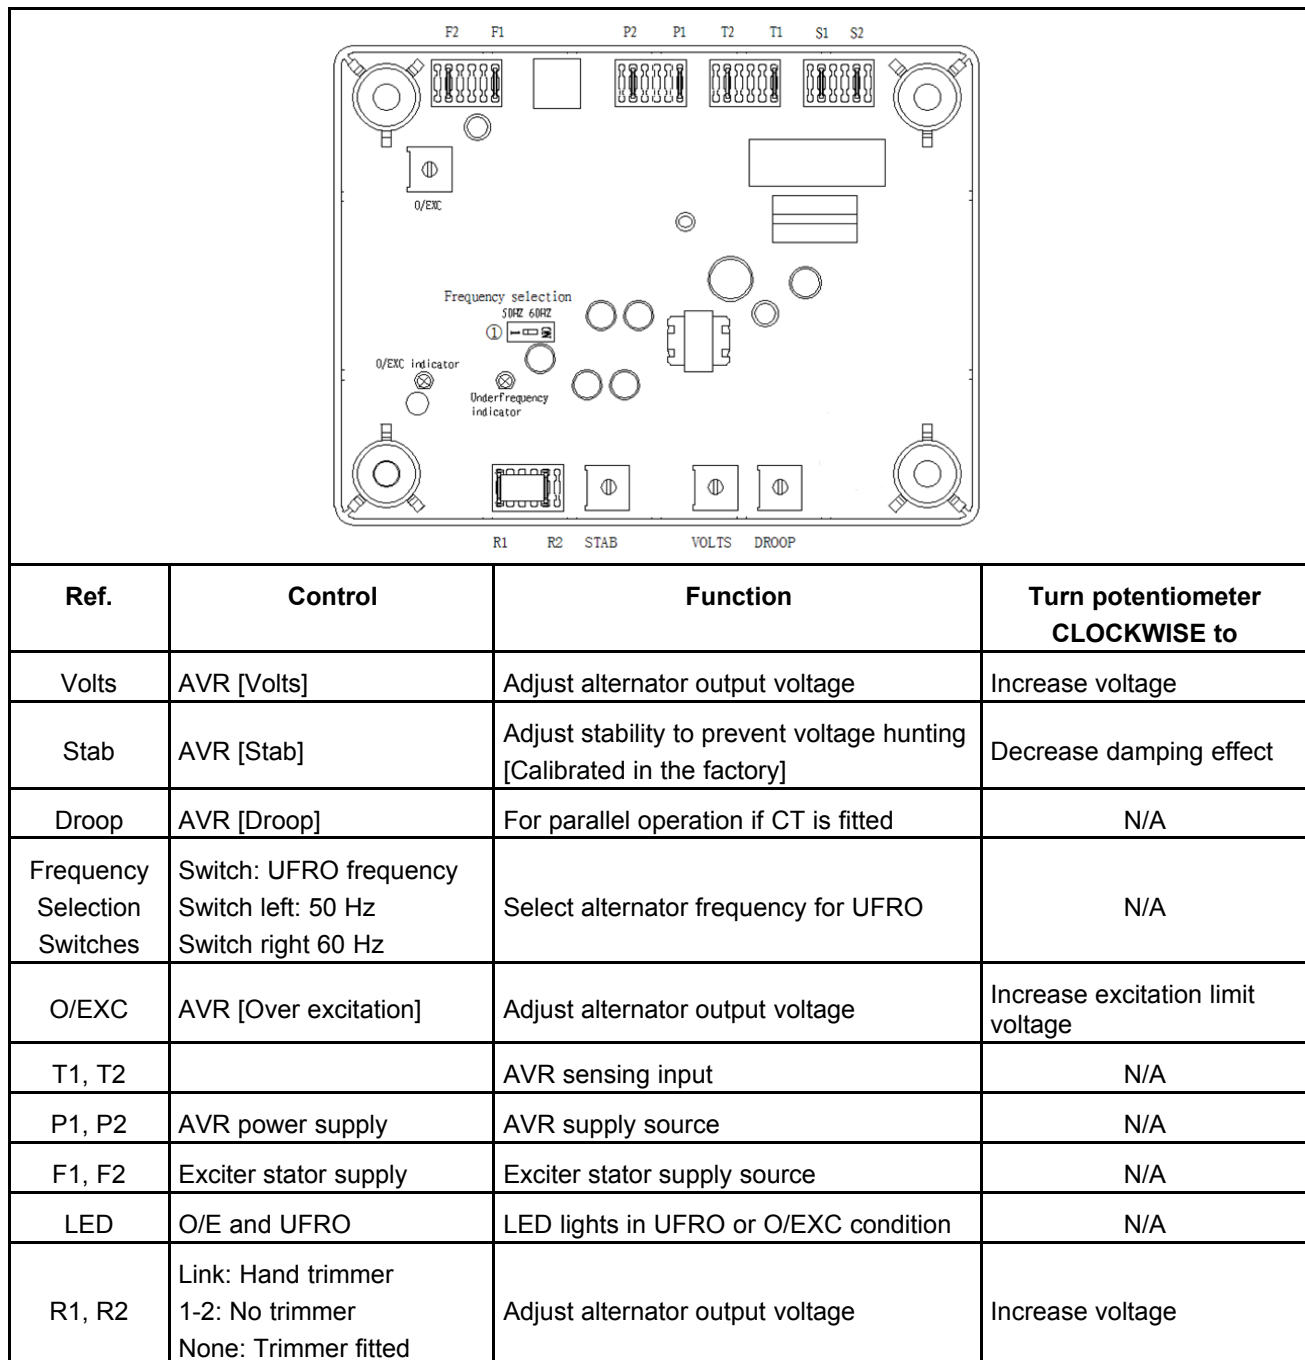 F2 F1 P2 P1 T2 T1 S1 S2
O/EXC
Frequency selection
50HZ 60HZ
①
O/EXC indicator
Underfrequency
indicator
R1 R2 STAB VOLTS DROOP
Ref. Control Function Turn potentiometer
CLOCKWISE to
Volts AVR [Volts] Adjust alternator output voltage Increase voltage
Stab AVR [Stab] Adjust stability to prevent voltage hunting
[Calibrated in the factory] Decrease damping effect
Droop AVR [Droop] For parallel operation if CT is fitted N/A
Frequency
Selection
Switches
Switch: UFRO frequency
Switch left: 50 Hz
Switch right 60 Hz
Select alternator frequency for UFRO N/A
O/EXC AVR [Over excitation] Adjust alternator output voltage Increase excitation limit
voltage
T1, T2 AVR sensing input N/A
P1, P2 AVR power supply AVR supply source N/A
F1, F2 Exciter stator supply Exciter stator supply source N/A
LED O/E and UFRO LED lights in UFRO or O/EXC condition N/A
R1, R2
Link: Hand trimmer
1-2: No trimmer
None: Trimmer fitted
Adjust alternator output voltage Increase voltage